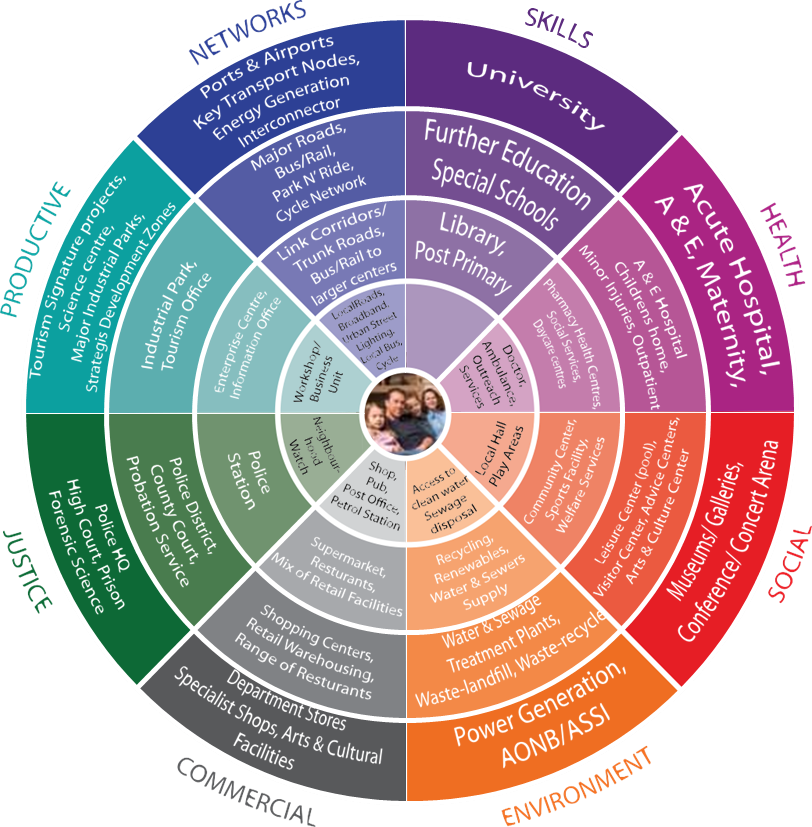 NETWORKS
Ports & Airports
Key Transport Nodes,
Energy Generation
Interconnector
Major Roads,
Bus/Rail,
Park N' Ride,
Cycle Network
Link Corridors/
Trunk Roads,
Bus/Rail to
larger centers
LocalRoads,
Broadband,
Urban Street
Lighting,
Local Bus,
Cycle
SKILLS
University
Further Education
Special Schools
Library,
Post Primary
HEALTH
Acute Hospital,
A & E, Maternity,
A & E Hospital
Childrens home,
Minor Injuries, Outpatient
Pharmacy Health Centres,
Social Services,
Daycare centres
Doctor,
Ambulance,
Outreach
Services
SOCIAL
Museums/ Galleries,
Conference/ Concert Arena
Leisure Center (pool),
Visitor Center, Advice Centers,
Arts & Culture Center
Community Center,
Sports Facility,
Welfare Services
Local Hall
Play Areas
ENVIRONMENT
Power Generation,
AONB/ASSI
Water & Sewage
Treatment Plants,
Waste-landfill, Waste-recycle
Recycling,
Renewables,
Water & Sewers
Supply
Access to
clean water
Sewage
disposal
COMMERCIAL
Department Stores
Specialist Shops, Arts & Cultural
Facilities
Shopping Centers,
Retail Warehousing,
Range of Resturants
Supermarket,
Resturants,
Mix of Retail Facilities
Shop,
Pub,
Post Office,
Petrol Station
JUSTICE
Police HQ
High Court, Prison
Forensic Science
Police District,
County Court,
Probation Service
Police
Station
Neighbour-
hood
Watch
PRODUCTIVE
Tourism Signature projects,
Science centre,
Major Industrial Parks,
Strategis Development Zones
Industrial Park,
Tourism Office
Enterprise Centre,
Information Office
Workshop/
Business
Unit